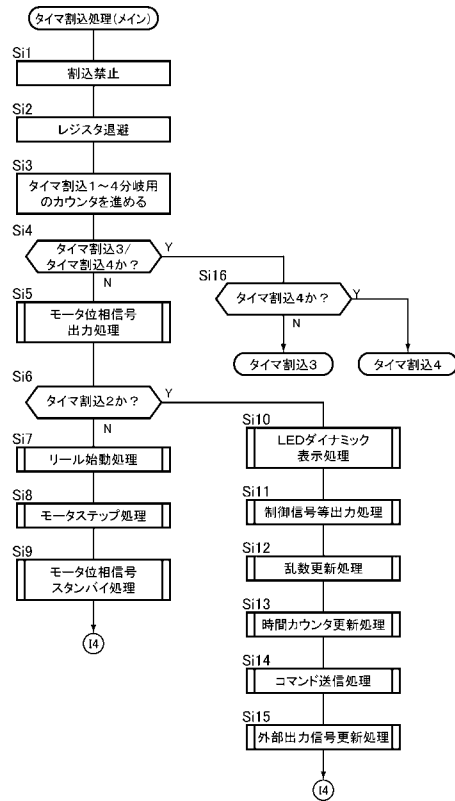 タイマ割込処理(メイン)
Si1
割込禁止
Si2
レジスタ退避
Si3
タイマ割込1～4分岐用
のカウンタを進める
Si4
タイマ割込3/
タイマ割込4か？
Y
N
Si16
タイマ割込4か？
Y
N
タイマ割込3
タイマ割込4
Si5
モータ位相信号
出力処理
Si6
タイマ割込2か？
Y
N
Si7
リール始動処理
Si8
モータステップ処理
Si9
モータ位相信号
スタンバイ処理
I4
Si10
LEDダイナミック
表示処理
Si11
制御信号等出力処理
Si12
乱数更新処理
Si13
時間カウンタ更新処理
Si14
コマンド送信処理
Si15
外部出力信号更新処理
I4